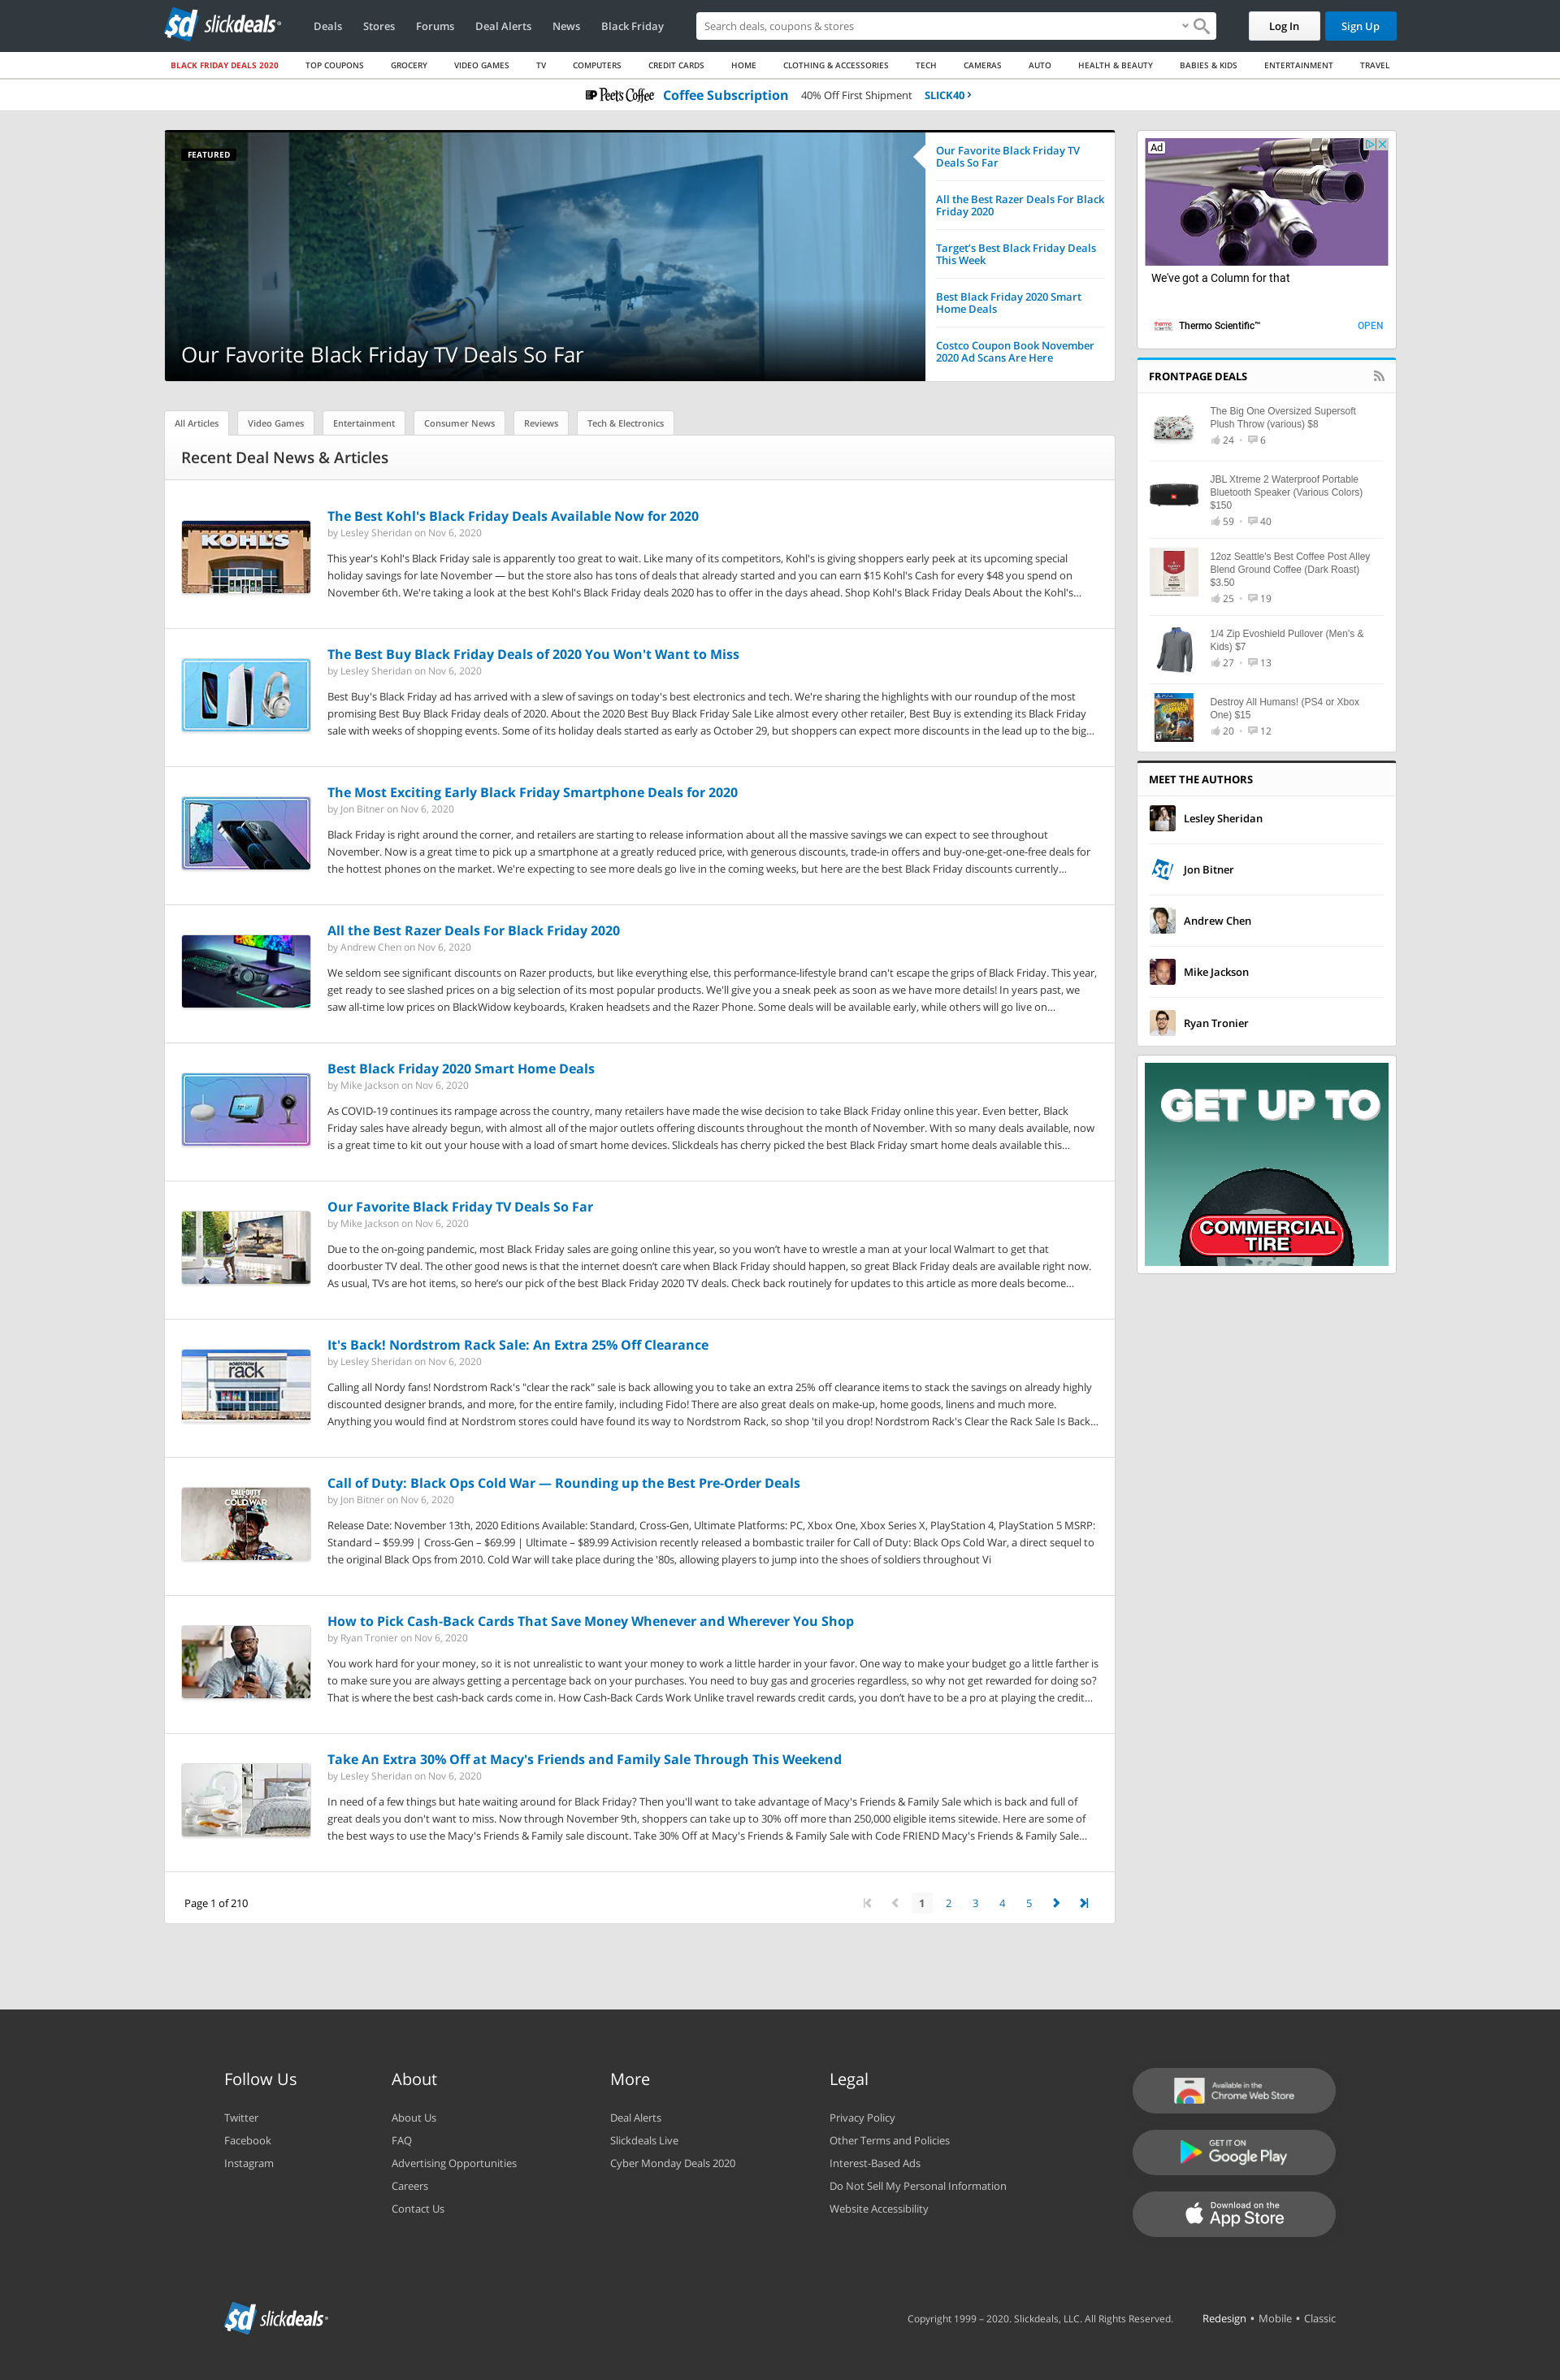 sd slickdeals
Deals Stores Forums Deal Alerts News Black Friday
Search deals, coupons & stores
Log In Sign Up
BLACK FRIDAY DEALS 2020 TOP COUPONS GROCERY VIDEO GAMES TV COMPUTERS CREDIT CARDS HOME CLOTHING & ACCESSORIES TECH CAMERAS AUTO HEALTH & BEAUTY BABIES & KIDS ENTERTAINMENT TRAVEL
Peet's Coffee Coffee Subscription 40% Off First Shipment SLICK40
FEATURED
Our Favorite Black Friday TV Deals So Far
Our Favorite Black Friday TV
Deals So Far
All the Best Razer Deals For Black
Friday 2020
Target's Best Black Friday Deals
This Week
Best Black Friday 2020 Smart
Home Deals
Costco Coupon Book November
2020 Ad Scans Are Here
All Articles Video Games Entertainment Consumer News Reviews Tech & Electronics
Recent Deal News & Articles
KOHL'S
The Best Kohl's Black Friday Deals Available Now for 2020
by Lesley Sheridan on Nov 6, 2020
This year's Kohl's Black Friday sale is apparently too great to wait. Like many of its competitors, Kohl's is giving shoppers early peek at its upcoming special
holiday savings for late November — but the store also has tons of deals that already started and you can earn $15 Kohl's Cash for every $48 you spend on
November 6th. We're taking a look at the best Kohl's Black Friday deals 2020 has to offer in the days ahead. Shop Kohl's Black Friday Deals About the Kohl's...
The Best Buy Black Friday Deals of 2020 You Won't Want to Miss
by Lesley Sheridan on Nov 6, 2020
Best Buy's Black Friday ad has arrived with a slew of savings on today's best electronics and tech. We're sharing the highlights with our roundup of the most
promising Best Buy Black Friday deals of 2020. About the 2020 Best Buy Black Friday Sale Like almost every other retailer, Best Buy is extending its Black Friday
sale with weeks of shopping events. Some of its holiday deals started as early as October 29, but shoppers can expect more discounts in the lead up to the big...
The Most Exciting Early Black Friday Smartphone Deals for 2020
by Jon Bitner on Nov 6, 2020
Black Friday is right around the corner, and retailers are starting to release information about all the massive savings we can expect to see throughout
November. Now is a great time to pick up a smartphone at a greatly reduced price, with generous discounts, trade-in offers and buy-one-get-one-free deals for
the hottest phones on the market. We're expecting to see more deals go live in the coming weeks, but here are the best Black Friday discounts currently...
All the Best Razer Deals For Black Friday 2020
by Andrew Chen on Nov 6, 2020
We seldom see significant discounts on Razer products, but like everything else, this performance-lifestyle brand can't escape the grips of Black Friday. This year,
get ready to see slashed prices on a big selection of its most popular products. We'll give you a sneak peek as soon as we have more details! In years past, we
saw all-time low prices on BlackWidow keyboards, Kraken headsets and the Razer Phone. Some deals will be available early, while others will go live on...
Best Black Friday 2020 Smart Home Deals
by Mike Jackson on Nov 6, 2020
As COVID-19 continues its rampage across the country, many retailers have made the wise decision to take Black Friday online this year. Even better, Black
Friday sales have already begun, with almost all of the major outlets offering discounts throughout the month of November. With so many deals available, now
is a great time to kit out your house with a load of smart home devices. Slickdeals has cherry picked the best Black Friday smart home deals available this...
Our Favorite Black Friday TV Deals So Far
by Mike Jackson on Nov 6, 2020
Due to the on-going pandemic, most Black Friday sales are going online this year, so you won't have to wrestle a man at your local Walmart to get that
doorbuster TV deal. The other good news is that the internet doesn't care when Black Friday should happen, so great Black Friday deals are available right now.
As usual, TVs are hot items, so here's our pick of the best Black Friday 2020 TV deals. Check back routinely for updates to this article as more deals become...
NORDSTROM
rack
It's Back! Nordstrom Rack Sale: An Extra 25% Off Clearance
by Lesley Sheridan on Nov 6, 2020
Calling all Nordy fans! Nordstrom Rack's "clear the rack" sale is back allowing you to take an extra 25% off clearance items to stack the savings on already highly
discounted designer brands, and more, for the entire family, including Fido! There are also great deals on make-up, home goods, linens and much more.
Anything you would find at Nordstrom stores could have found its way to Nordstrom Rack, so shop 'til you drop! Nordstrom Rack's Clear the Rack Sale Is Back...
CALL OF DUTY
COLD WAR
Call of Duty: Black Ops Cold War — Rounding up the Best Pre-Order Deals
by Jon Bitner on Nov 6, 2020
Release Date: November 13th, 2020 Editions Available: Standard, Cross-Gen, Ultimate Platforms: PC, Xbox One, Xbox Series X, PlayStation 4, PlayStation 5 MSRP:
Standard – $59.99 | Cross-Gen – $69.99 | Ultimate – $89.99 Activision recently released a bombastic trailer for Call of Duty: Black Ops Cold War, a direct sequel to
the original Black Ops from 2010. Cold War will take place during the '80s, allowing players to jump into the shoes of soldiers throughout Vi
How to Pick Cash-Back Cards That Save Money Whenever and Wherever You Shop
by Ryan Tronier on Nov 6, 2020
You work hard for your money, so it is not unrealistic to want your money to work a little harder in your favor. One way to make your budget go a little farther is
to make sure you are always getting a percentage back on your purchases. You need to buy gas and groceries regardless, so why not get rewarded for doing so?
That is where the best cash-back cards come in. How Cash-Back Cards Work Unlike travel rewards credit cards, you don't have to be a pro at playing the credit...
Take An Extra 30% Off at Macy's Friends and Family Sale Through This Weekend
by Lesley Sheridan on Nov 6, 2020
In need of a few things but hate waiting around for Black Friday? Then you'll want to take advantage of Macy's Friends & Family Sale which is back and full of
great deals you don't want to miss. Now through November 9th, shoppers can take up to 30% off more than 250,000 eligible items sitewide. Here are some of
the best ways to use the Macy's Friends & Family sale discount. Take 30% Off at Macy's Friends & Family Sale with Code FRIEND Macy's Friends & Family Sale...
Page 1 of 210
1 2 3 4 5
Ad
We've got a Column for that
thermo scientific Thermo Scientific™ OPEN
FRONTPAGE DEALS
The Big One Oversized Supersoft
Plush Throw (various) $8
24 • 6
JBL Xtreme 2 Waterproof Portable
Bluetooth Speaker (Various Colors)
$150
59 • 40
12oz Seattle's Best Coffee Post Alley
Blend Ground Coffee (Dark Roast)
$3.50
25 • 19
1/4 Zip Evoshield Pullover (Men's &
Kids) $7
27 • 13
Destroy All Humans! (PS4 or Xbox
One) $15
20 • 12
MEET THE AUTHORS
Lesley Sheridan
sd Jon Bitner
Andrew Chen
Mike Jackson
Ryan Tronier
GET UP TO
COMMERCIAL
TIRE
Follow Us
Twitter
Facebook
Instagram
About
About Us
FAQ
Advertising Opportunities
Careers
Contact Us
More
Deal Alerts
Slickdeals Live
Cyber Monday Deals 2020
Legal
Privacy Policy
Other Terms and Policies
Interest-Based Ads
Do Not Sell My Personal Information
Website Accessibility
Available in the
Chrome Web Store
GET IT ON
Google Play
Download on the
App Store
sd slickdeals
Copyright 1999 – 2020. Slickdeals, LLC. All Rights Reserved. Redesign • Mobile • Classic